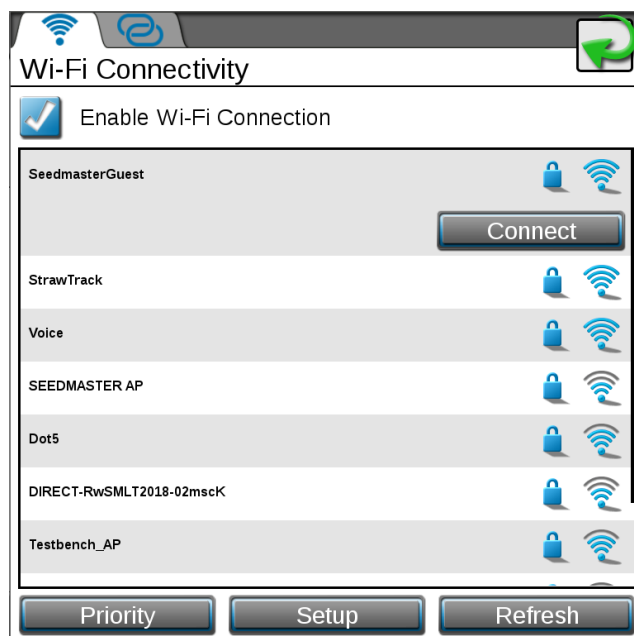 Wi-Fi Connectivity
Enable Wi-Fi Connection
SeedmasterGuest
Connect
StrawTrack
Voice
SEEDMASTER AP
Dot5
DIRECT-RwSMLT2018-02mscK
Testbench_AP
Priority
Setup
Refresh